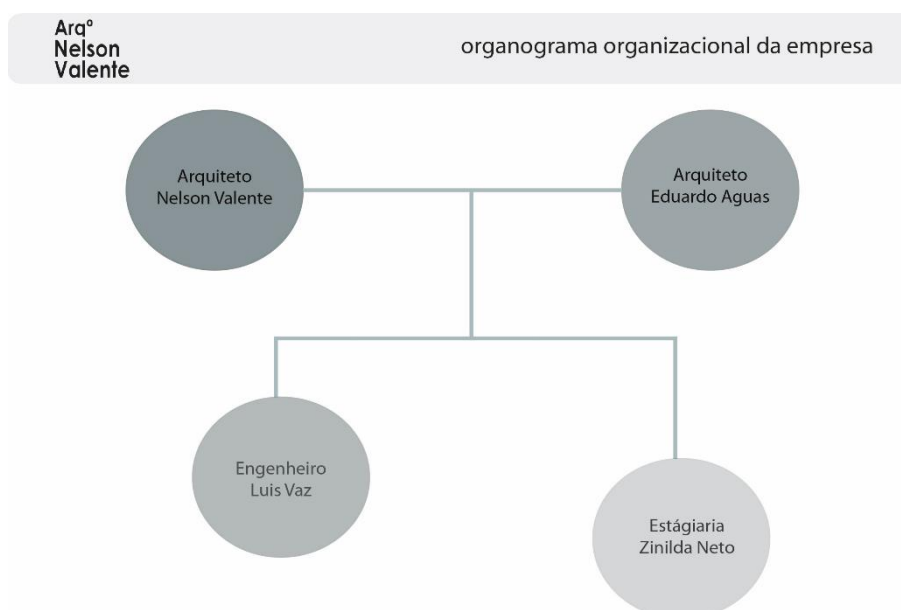 Arqº
Nelson
Valente
organograma organizacional da empresa
Arquiteto
Nelson Valente
Arquiteto
Eduardo Aguas
Engenheiro
Luis Vaz
Estágiaria
Zinilda Neto